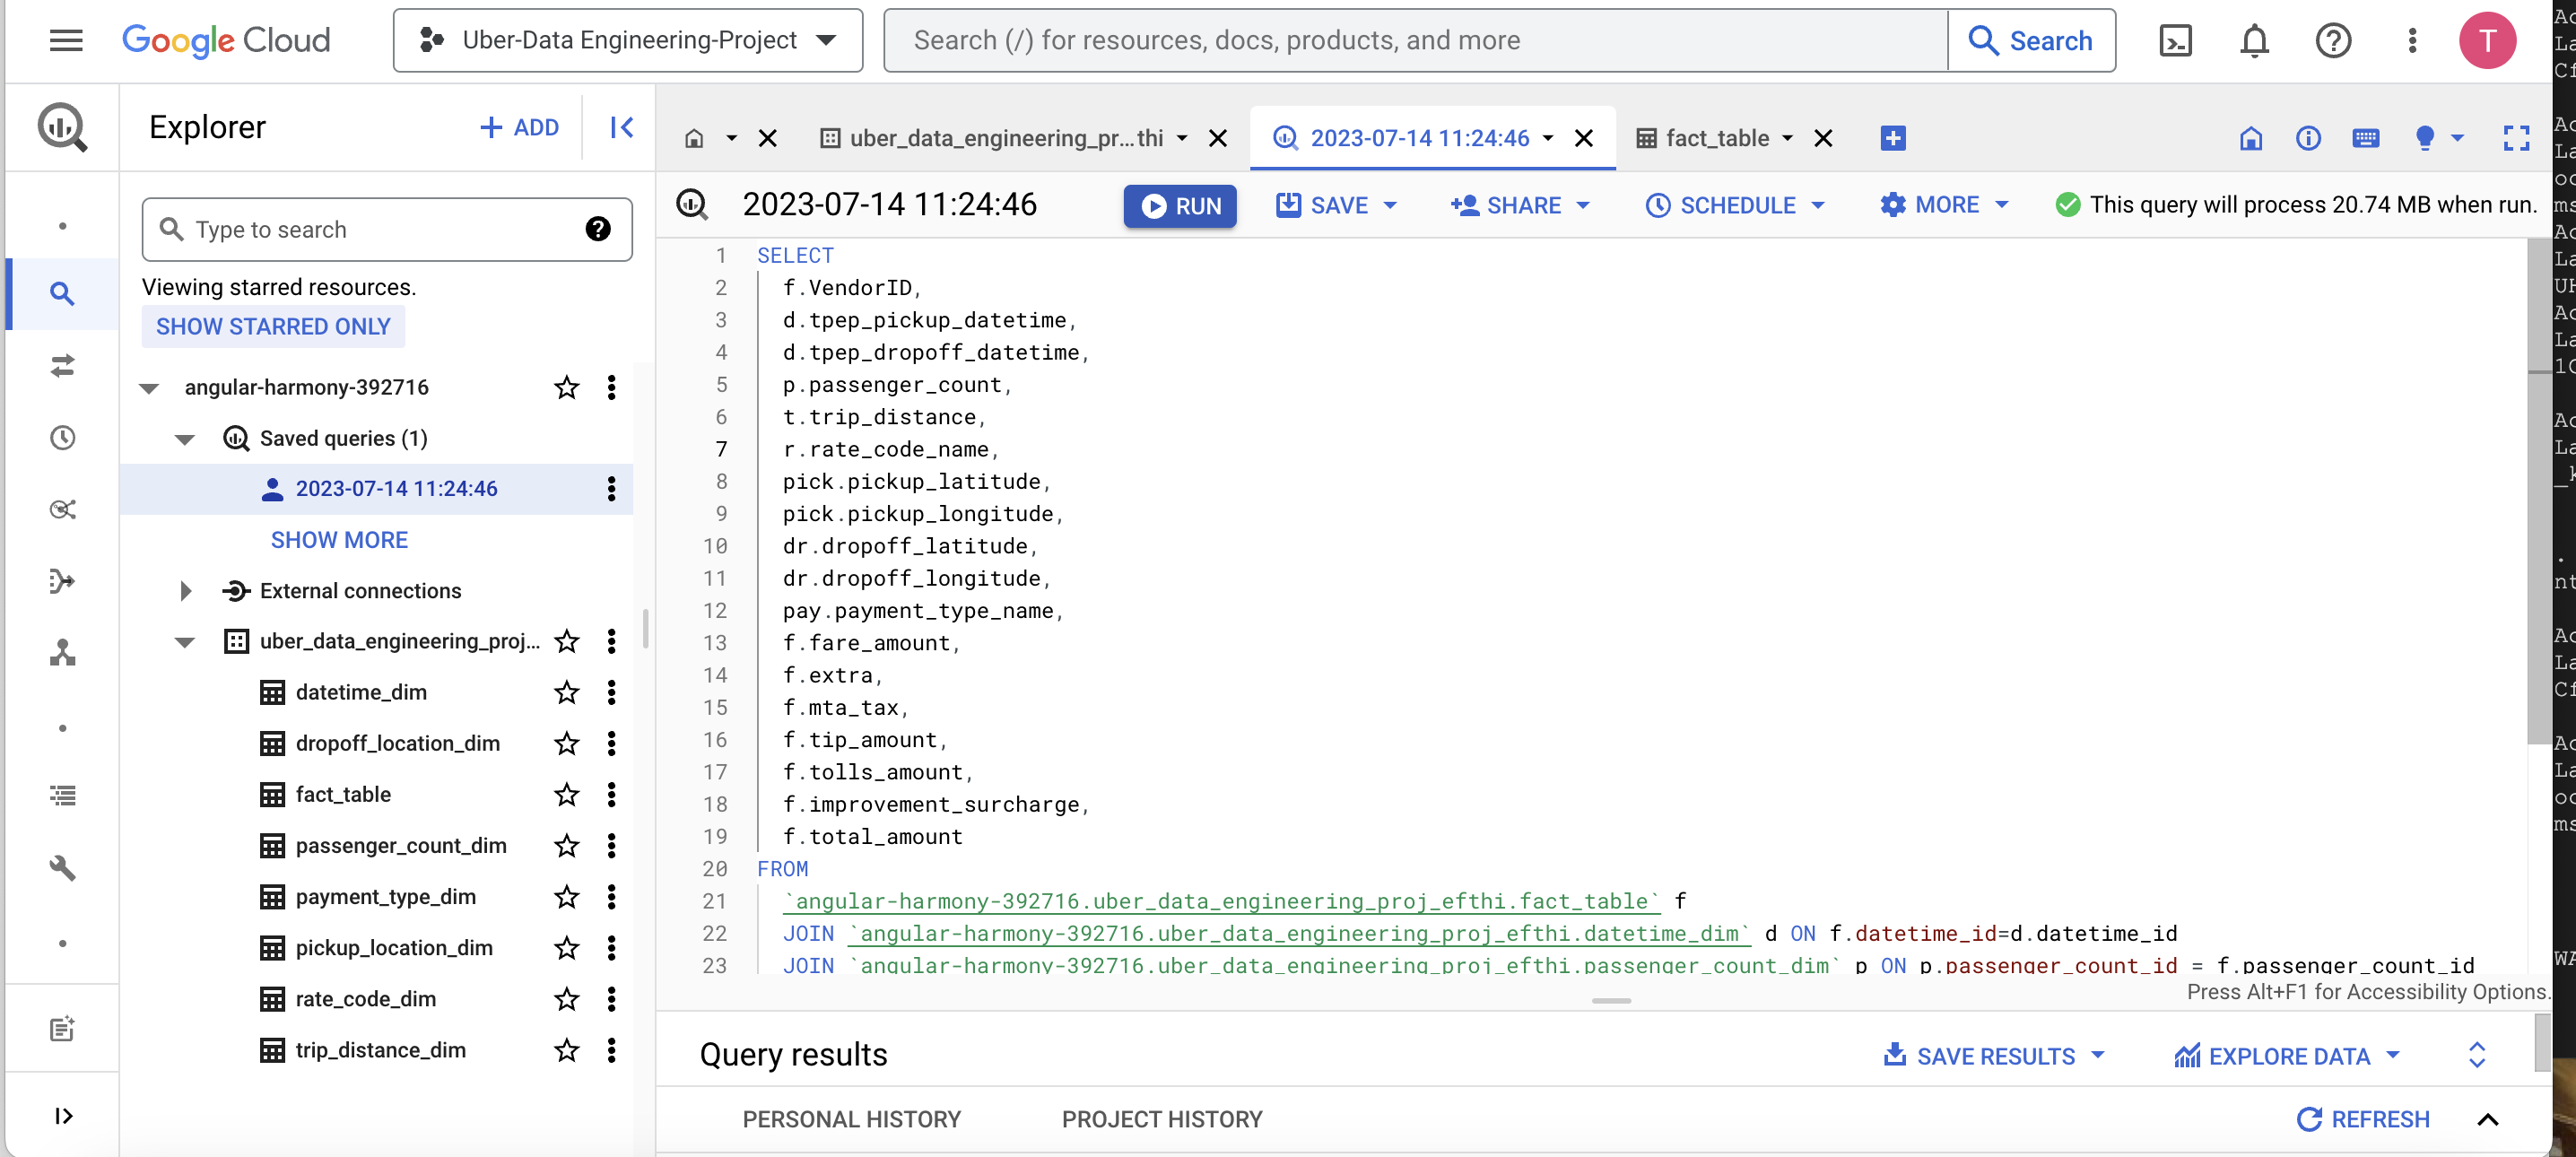 Google Cloud
Uber-Data Engineering-Project
Search (/) for resources, docs, products, and more
Search
T
Explorer
+ ADD
uber_data_engineering_pr...thi
2023-07-14 11:24:46
fact_table
Type to search
Viewing starred resources.
SHOW STARRED ONLY
angular-harmony-392716
Saved queries (1)
2023-07-14 11:24:46
SHOW MORE
External connections
uber_data_engineering_proj...
datetime_dim
dropoff_location_dim
fact_table
passenger_count_dim
payment_type_dim
pickup_location_dim
rate_code_dim
trip_distance_dim
2023-07-14 11:24:46
RUN
SAVE
SHARE
SCHEDULE
MORE
This query will process 20.74 MB when run.
1 SELECT
2 f.VendorID,
3 d.tpep_pickup_datetime,
4 d.tpep_dropoff_datetime,
5 p.passenger_count,
6 t.trip_distance,
7 r.rate_code_name,
8 pick.pickup_latitude,
9 pick.pickup_longitude,
10 dr.dropoff_latitude,
11 dr.dropoff_longitude,
12 pay.payment_type_name,
13 f.fare_amount,
14 f.extra,
15 f.mta_tax,
16 f.tip_amount,
17 f.tolls_amount,
18 f.improvement_surcharge,
19 f.total_amount
20 FROM
21 `angular-harmony-392716.uber_data_engineering_proj_efthi.fact_table` f
22 JOIN `angular-harmony-392716.uber_data_engineering_proj_efthi.datetime_dim` d ON f.datetime_id=d.datetime_id
23 JOIN `angular-harmony-392716.uber_data_engineering_proj_efthi.passenger_count_dim` p ON p.passenger_count_id = f.passenger_count_id
Press Alt+F1 for Accessibility Options.
Query results
SAVE RESULTS
EXPLORE DATA
PERSONAL HISTORY
PROJECT HISTORY
REFRESH